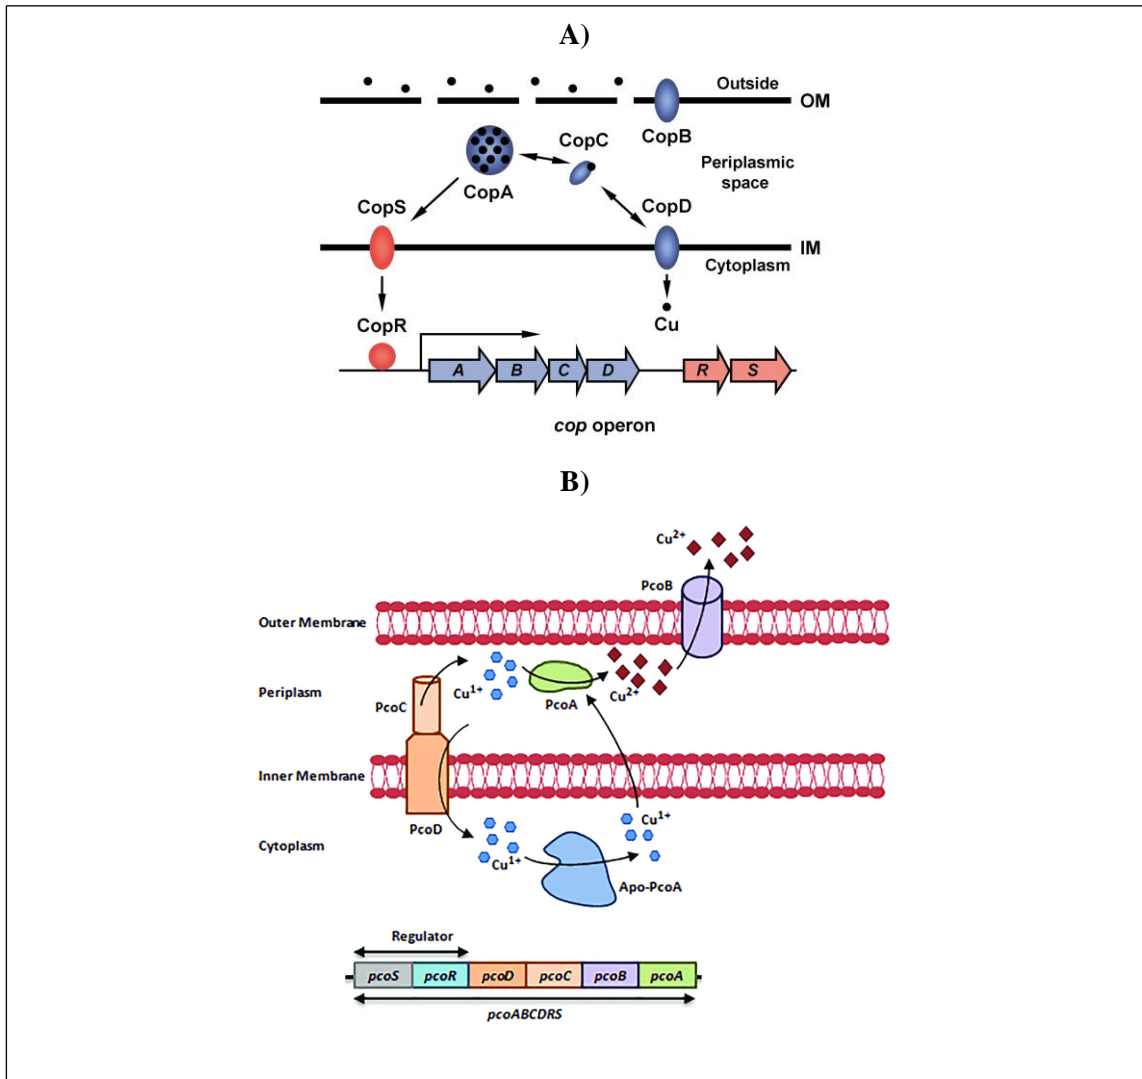 A)
Outside
OM
CopC
CopB
Periplasmic
space
CopA
CopS
CopD
IM
Cytoplasm
CopR
Cu
A B C D R S
cop operon
B)
Cu2+
PcoB
Outer Membrane
Periplasm
Cu1+
PcoC
PcoA
Cu2+
Inner Membrane
PcoD
Cu1+
Cytoplasm
Cu1+
Apo-PcoA
Regulator
pcoS pcoR pcoD pcoC pcoB pcoA
pcoABCDRS